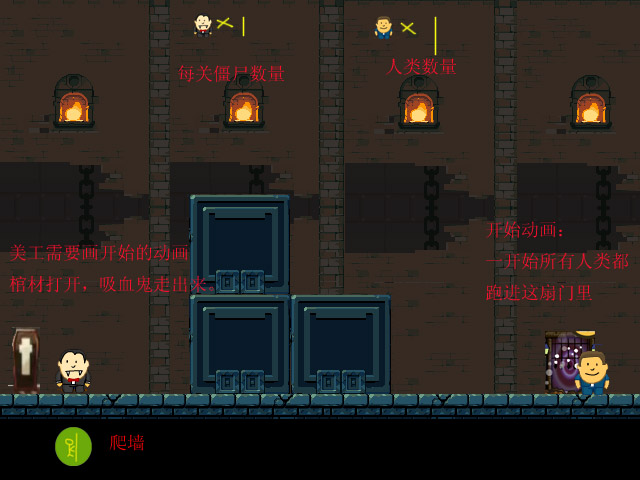 每关僵尸数量
人类数量
美工需要画开始的动画
棺材打开，吸血鬼走出来。
开始动画：
一开始所有人类都
跑进这扇门里
爬墙